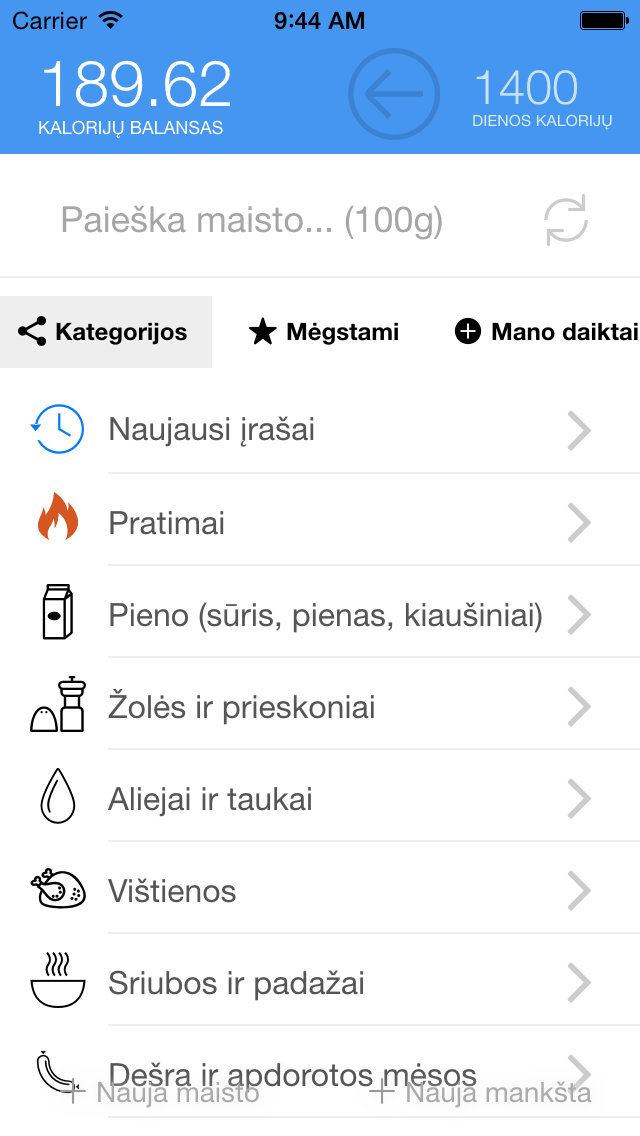 Carrier 9:44 AM
189.62 1400
KALORIJŲ BALANSAS DIENOS KALORIJŲ
Paieška maisto... (100g)
Kategorijos Mėgstami Mano daiktai
Naujausi įrašai
Pratimai
Pieno (sūris, pienas, kiaušiniai)
Žolės ir prieskoniai
Aliejai ir taukai
Vištienos
Sriubos ir padažai
Dešra ir apdorotos mėsos
+ Nauja maisto + Nauja mankšta